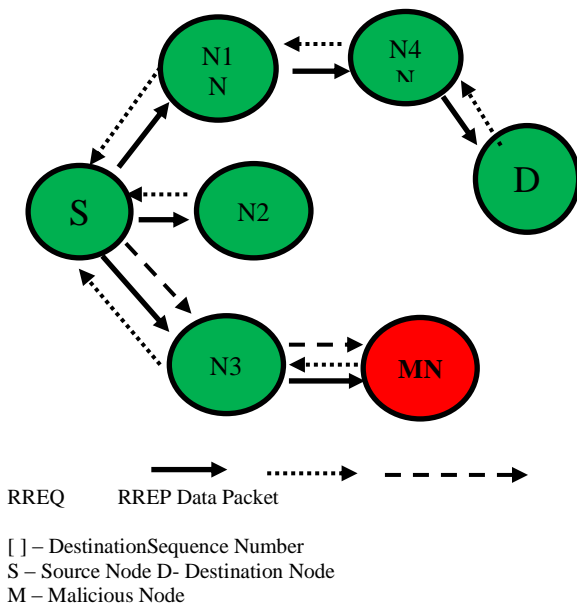 N1
N
N4
N
S
N2
D
N3
MN
RREQ RREP Data Packet
[ ] – DestinationSequence Number
S – Source Node D- Destination Node
M – Malicious Node